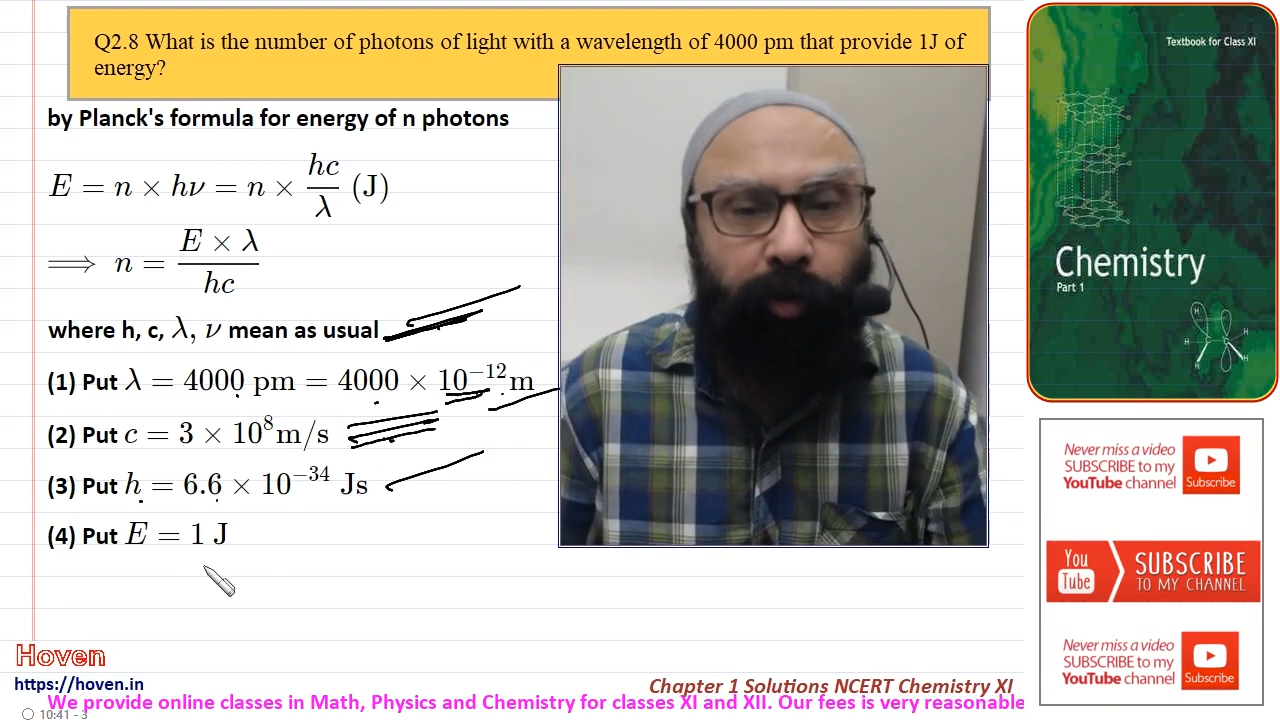 Q2.8 What is the number of photons of light with a wavelength of 4000 pm that provide 1J of
energy?
by Planck's formula for energy of n photons
E = n × hν = n × hc/λ (J)
⟹ n = E × λ/hc
where h, c, λ, ν mean as usual
(1) Put λ = 4000 pm = 4000 × 10⁻¹²m
(2) Put c = 3 × 10⁸m/s
(3) Put h = 6.6 × 10⁻³⁴ Js
(4) Put E = 1 J
Hoven
https://hoven.in
Chapter 1 Solutions NCERT Chemistry XI
We provide online classes in Math, Physics and Chemistry for classes XI and XII. Our fees is very reasonable
10:41 - 3
Textbook for Class XI
Chemistry
Part 1
H
H
H
H
C
C
Never miss a video
SUBSCRIBE to my
YouTube channel
Subscribe
You
Tube
SUBSCRIBE
TO MY CHANNEL
Never miss a video
SUBSCRIBE to my
YouTube channel
Subscribe